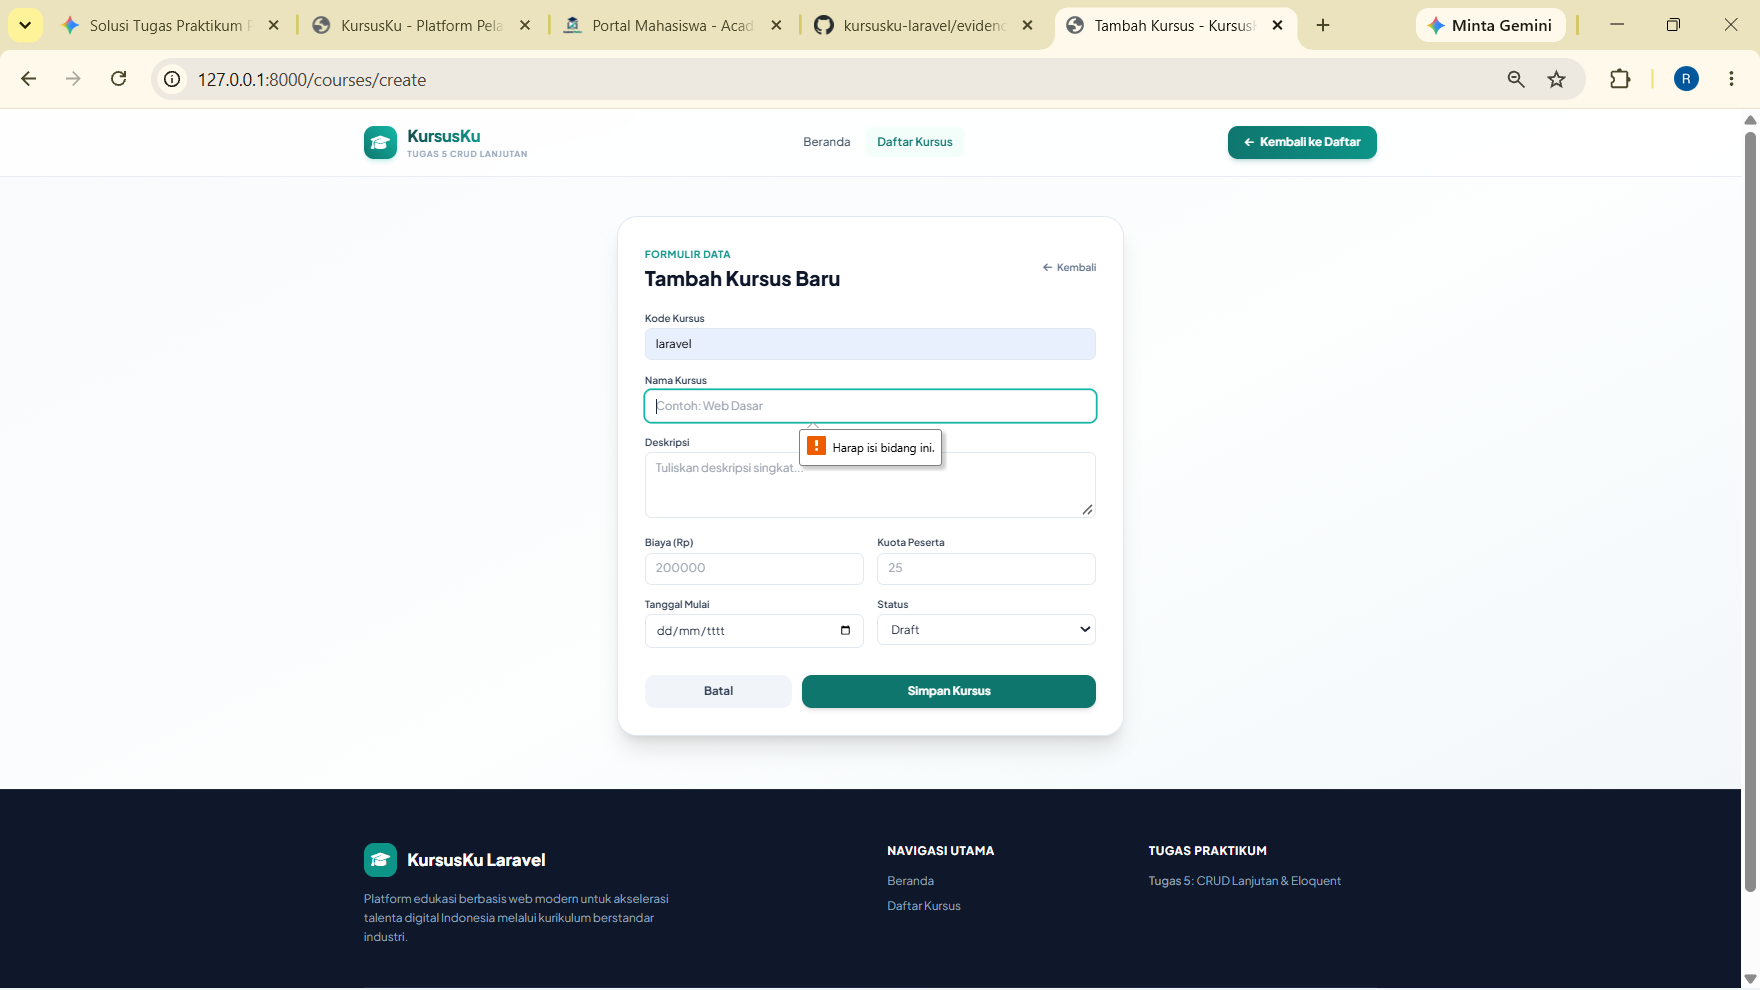 Solusi Tugas Praktikum
KursusKu - Platform Pela
Portal Mahasiswa - Acad
kursusku-laravel/evidenc
Tambah Kursus - Kursusk
Minta Gemini
127.0.0.1:8000/courses/create
R
KursusKu
TUGAS 5 CRUD LANJUTAN
Beranda
Daftar Kursus
← Kembali ke Daftar
FORMULIR DATA
Tambah Kursus Baru
← Kembali
Kode Kursus
laravel
Nama Kursus
Contoh: Web Dasar
Harap isi bidang ini.
Deskripsi
Tuliskan deskripsi singkat...
Biaya (Rp)
Kuota Peserta
200000
25
Tanggal Mulai
Status
dd/mm/tttt
Draft
Batal
Simpan Kursus
KursusKu Laravel
Platform edukasi berbasis web modern untuk akselerasi
talenta digital Indonesia melalui kurikulum berstandar
industri.
NAVIGASI UTAMA
Beranda
Daftar Kursus
TUGAS PRAKTIKUM
Tugas 5: CRUD Lanjutan & Eloquent